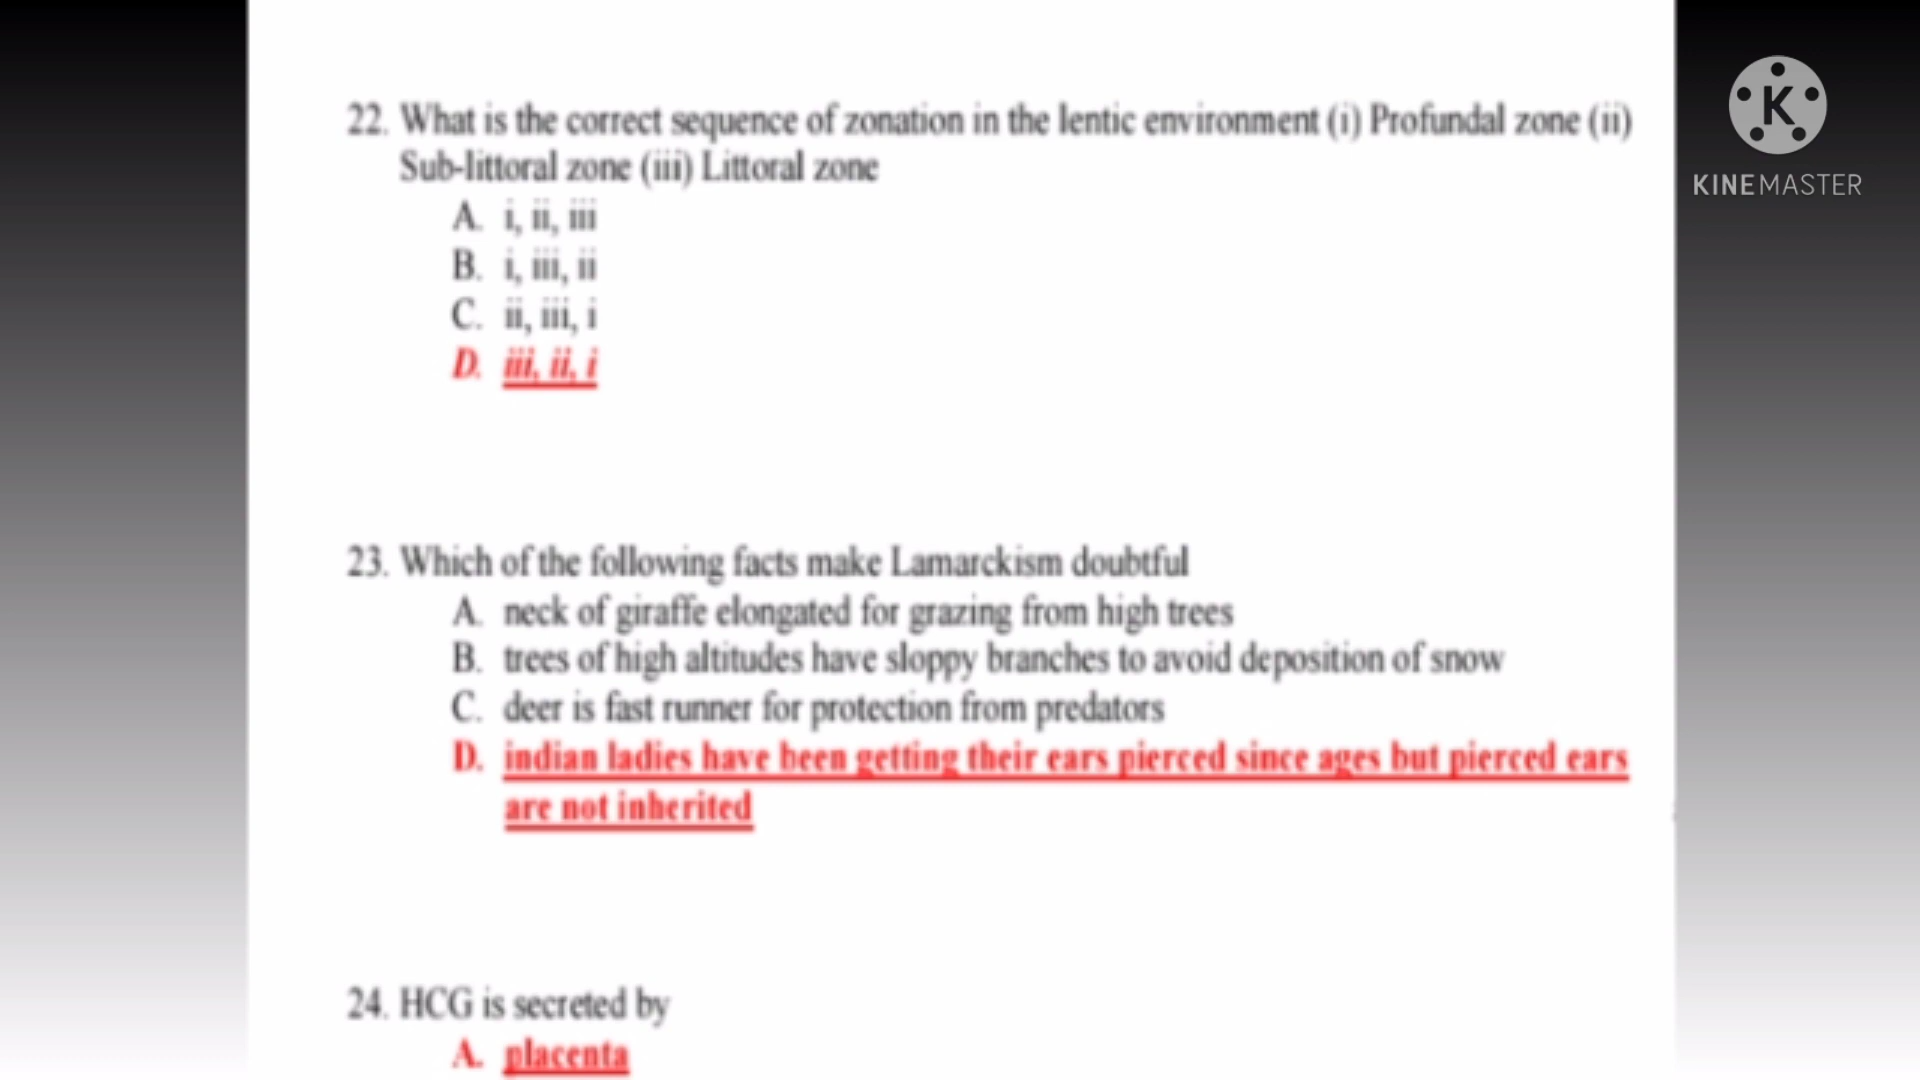 22. What is the correct sequence of zonation in the lentic environment (i) Profundal zone (ii)
Sub-littoral zone (iii) Littoral zone
A. i, ii, iii
B. i, iii, ii
C. ii, iii, i
D. iii, ii, i
23. Which of the following facts make Lamarckism doubtful
A. neck of giraffe elongated for grazing from high trees
B. trees of high altitudes have sloppy branches to avoid deposition of snow
C. deer is fast runner for protection from predators
D. indian ladies have been getting their ears pierced since ages but pierced ears
are not inherited
24. HCG is secreted by
A. placenta
K
KINEMASTER